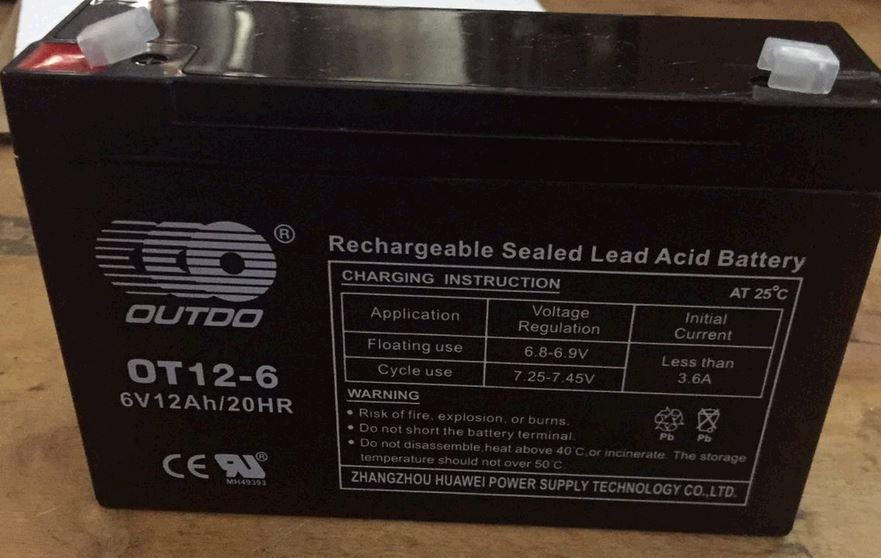 ®
OUTDO
OT12-6
6V12Ah/20HR
CE RU®
MH49393
Rechargeable Sealed Lead Acid Battery
CHARGING INSTRUCTION AT 25°C
Application Voltage Regulation Initial Current
Floating use 6.8-6.9V Less than 3.6A
Cycle use 7.25-7.45V
WARNING
• Risk of fire, explosion, or burns.
• Do not short the battery terminal.
• Do not disassemble,heat above 40°C,or incinerate. The storage
temperature should not over 50°C.
Pb Pb
ZHANGZHOU HUAWEI POWER SUPPLY TECHNOLOGY CO.,LTD.